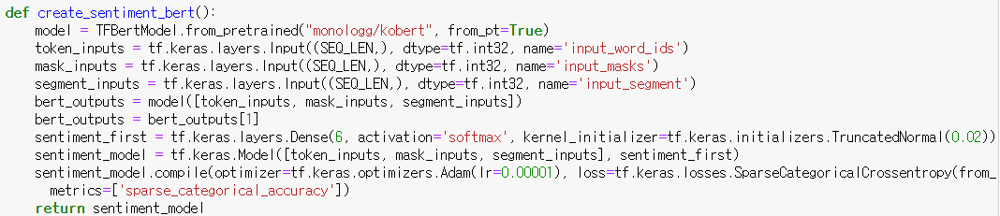 def create_sentiment_bert():
    model = TFBertModel.from_pretrained("monologg/kobert", from_pt=True)
    token_inputs = tf.keras.layers.Input((SEQ_LEN,), dtype=tf.int32, name='input_word_ids')
    mask_inputs = tf.keras.layers.Input((SEQ_LEN,), dtype=tf.int32, name='input_masks')
    segment_inputs = tf.keras.layers.Input((SEQ_LEN,), dtype=tf.int32, name='input_segment')
    bert_outputs = model([token_inputs, mask_inputs, segment_inputs])
    bert_outputs = bert_outputs[1]
    sentiment_first = tf.keras.layers.Dense(6, activation='softmax', kernel_initializer=tf.keras.initializers.TruncatedNormal(0.02))
    sentiment_model = tf.keras.Model([token_inputs, mask_inputs, segment_inputs], sentiment_first)
    sentiment_model.compile(optimizer=tf.keras.optimizers.Adam(lr=0.00001), loss=tf.keras.losses.SparseCategoricalCrossentropy(from_
     metrics=['sparse_categorical_accuracy'])
    return sentiment_model